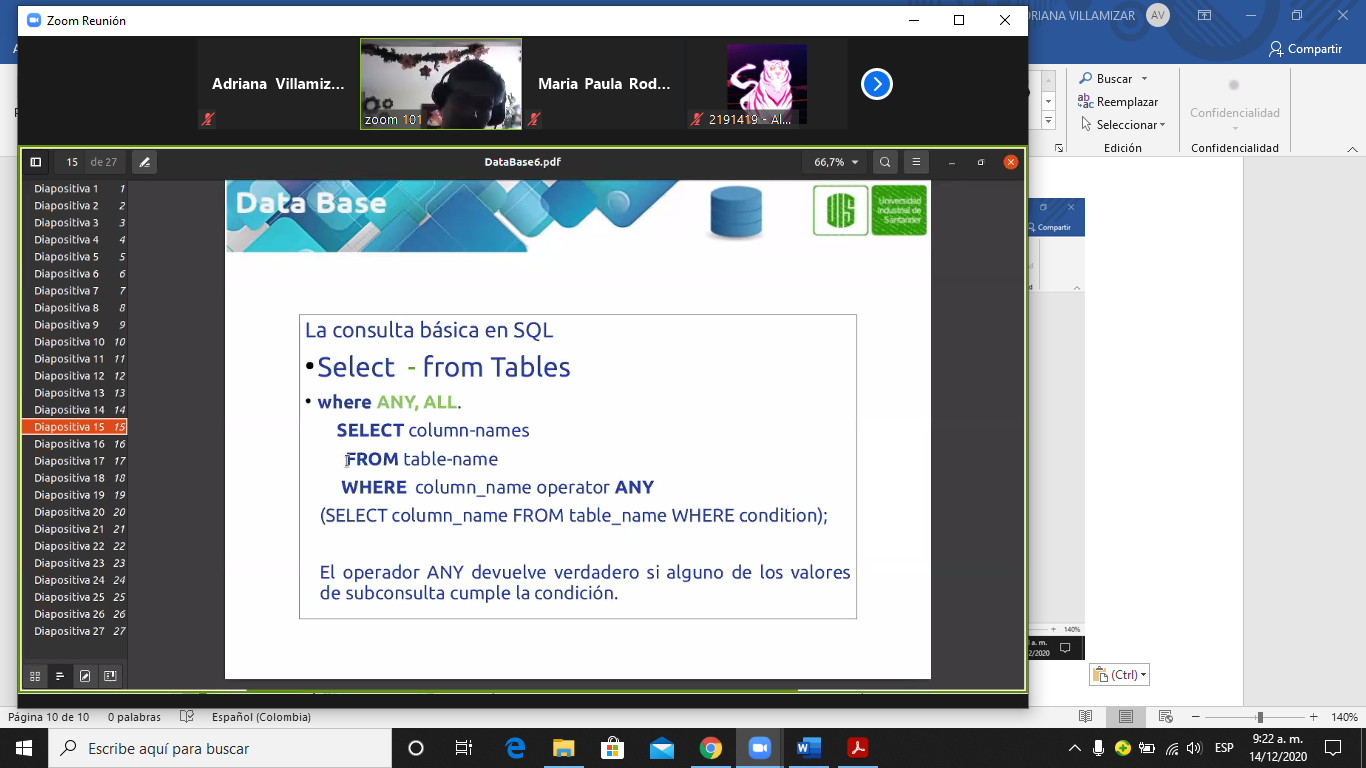 Zoom Reunión
DRIANA VILLAMIZAR
AV
Compartir
Adriana Villamiz...
zoom 101
Maria Paula Rod...
2191419 - Al...
Buscar
Reemplazar
Seleccionar
Edición
Confidencialidad
Confidencialidad
15 de 27
DataBase6.pdf
66,7%
Diapositiva 1 1
Diapositiva 2 2
Diapositiva 3 3
Diapositiva 4 4
Diapositiva 5 5
Diapositiva 6 6
Diapositiva 7 7
Diapositiva 8 8
Diapositiva 9 9
Diapositiva 10 10
Diapositiva 11 11
Diapositiva 12 12
Diapositiva 13 13
Diapositiva 14 14
Diapositiva 15 15
Diapositiva 16 16
Diapositiva 17 17
Diapositiva 18 18
Diapositiva 19 19
Diapositiva 20 20
Diapositiva 21 21
Diapositiva 22 22
Diapositiva 23 23
Diapositiva 24 24
Diapositiva 25 25
Diapositiva 26 26
Diapositiva 27 27
Data Base
UIS
Universidad
Industrial de
Santander
La consulta básica en SQL
•Select - from Tables
• where ANY, ALL.
SELECT column-names
FROM table-name
WHERE column_name operator ANY
(SELECT column_name FROM table_name WHERE condition);
El operador ANY devuelve verdadero si alguno de los valores
de subconsulta cumple la condición.
Compartir
140%
a. m.
12/2020
(Ctrl)
Página 10 de 10
0 palabras
Español (Colombia)
140%
Escribe aquí para buscar
ESP
9:22 a. m.
14/12/2020